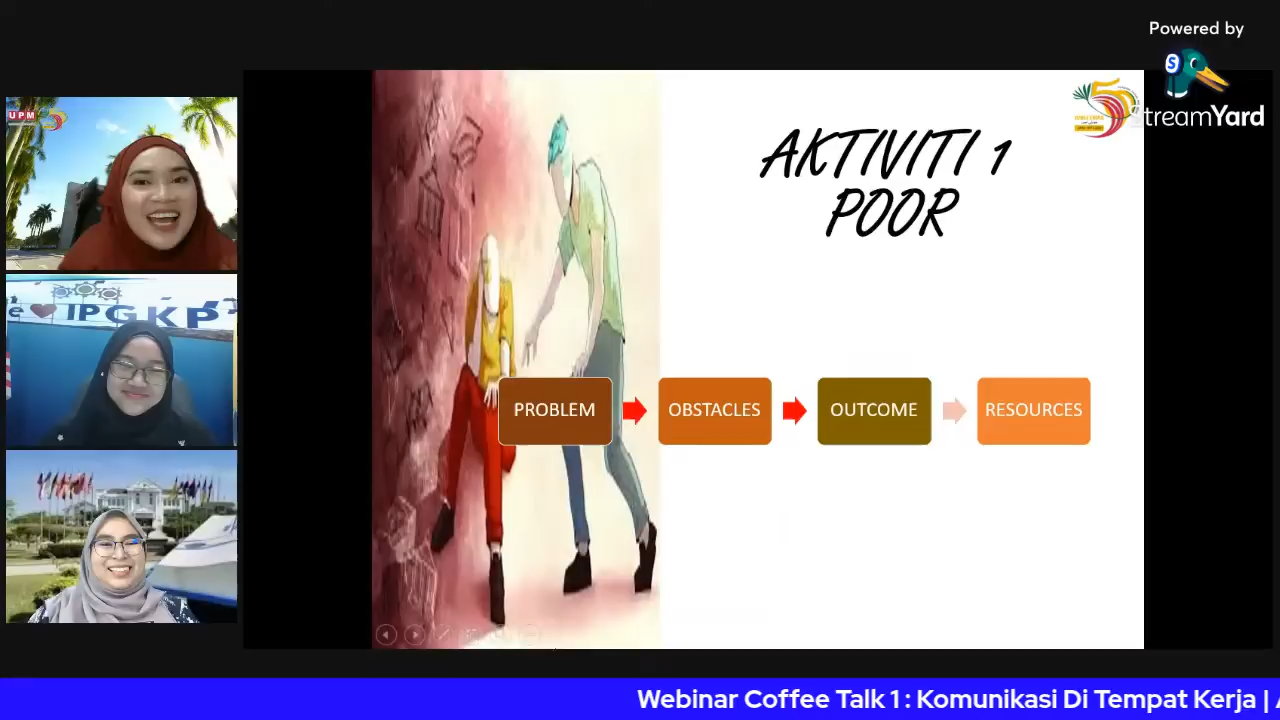 Powered by
StreamYard
UPM
e ❤ IPGKP
AKTIVITI 1
POOR
PROBLEM
OBSTACLES
OUTCOME
RESOURCES
Webinar Coffee Talk 1 : Komunikasi Di Tempat Kerja |